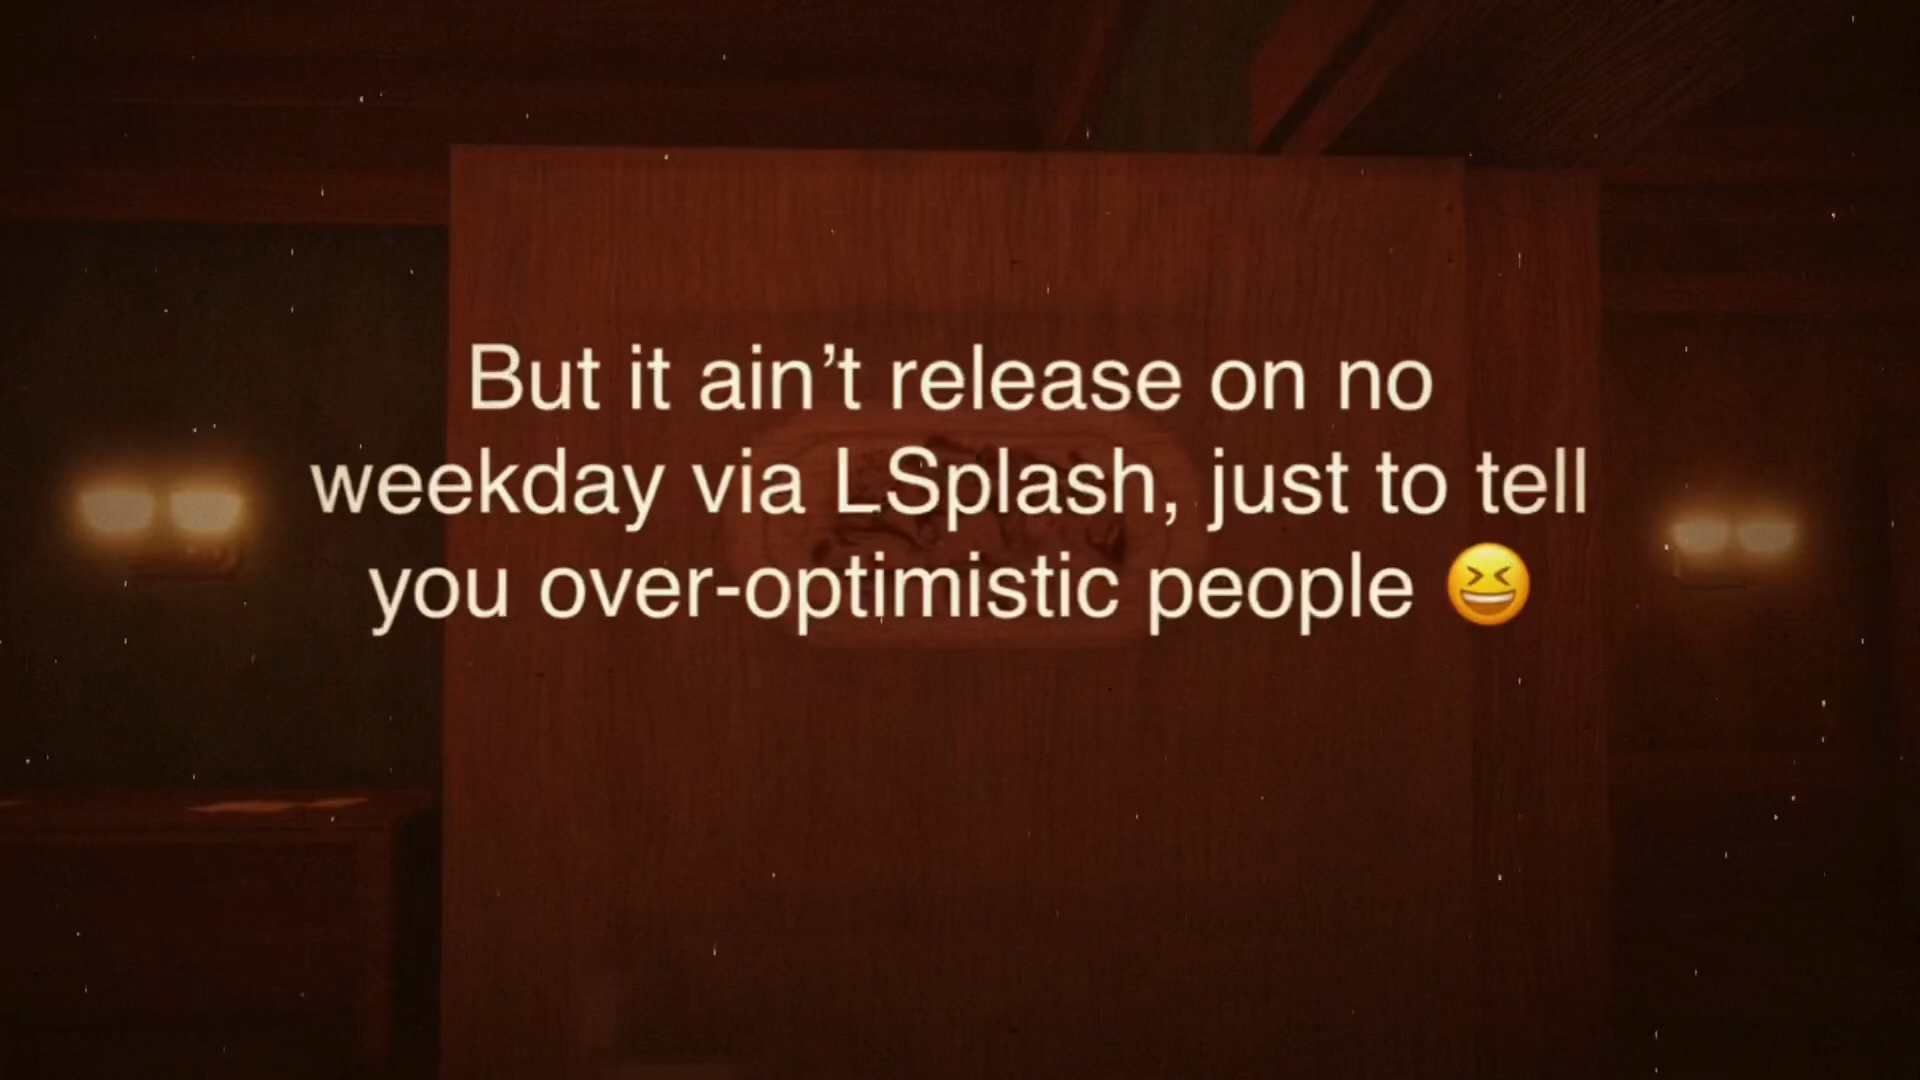 But it ain’t release on no
weekday via LSplash, just to tell
you over-optimistic people 😆